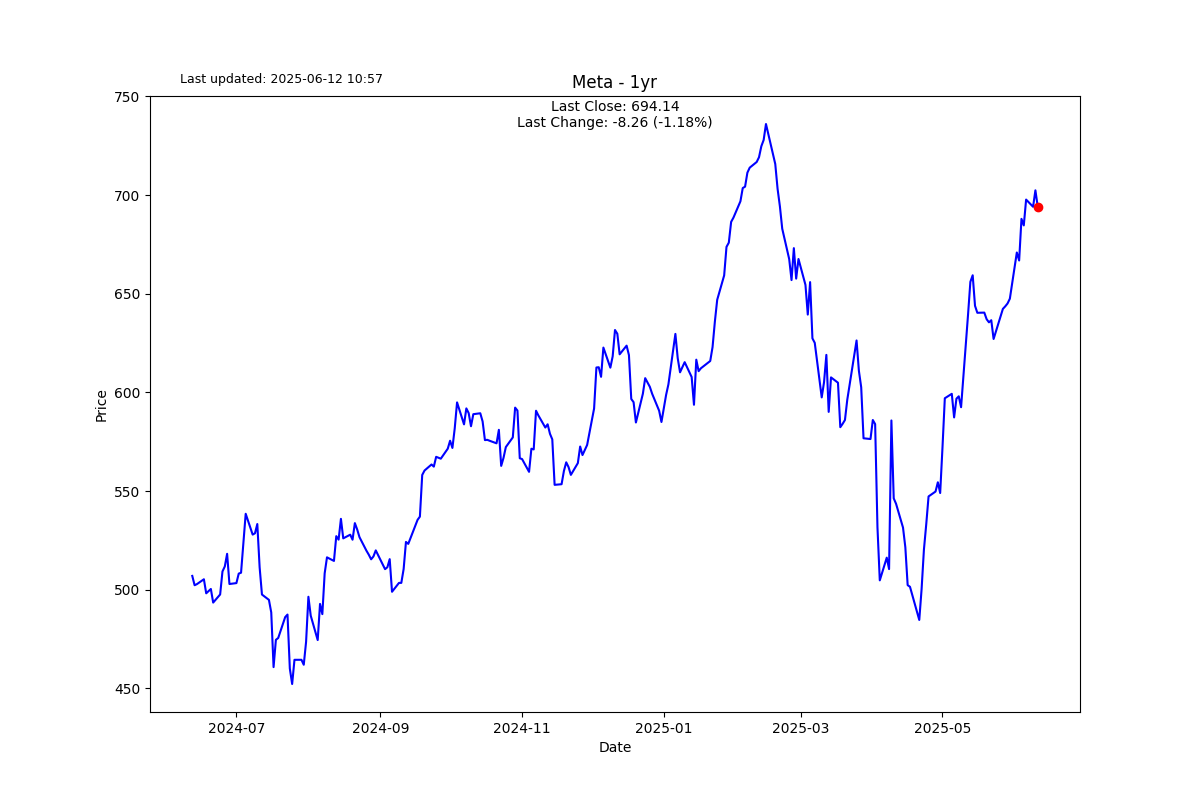 Last updated: 2025-06-12 10:57
Meta - 1yr
Last Close: 694.14
Last Change: -8.26 (-1.18%)
Price
750
700
650
600
550
500
450
2024-07
2024-09
2024-11
2025-01
2025-03
2025-05
Date